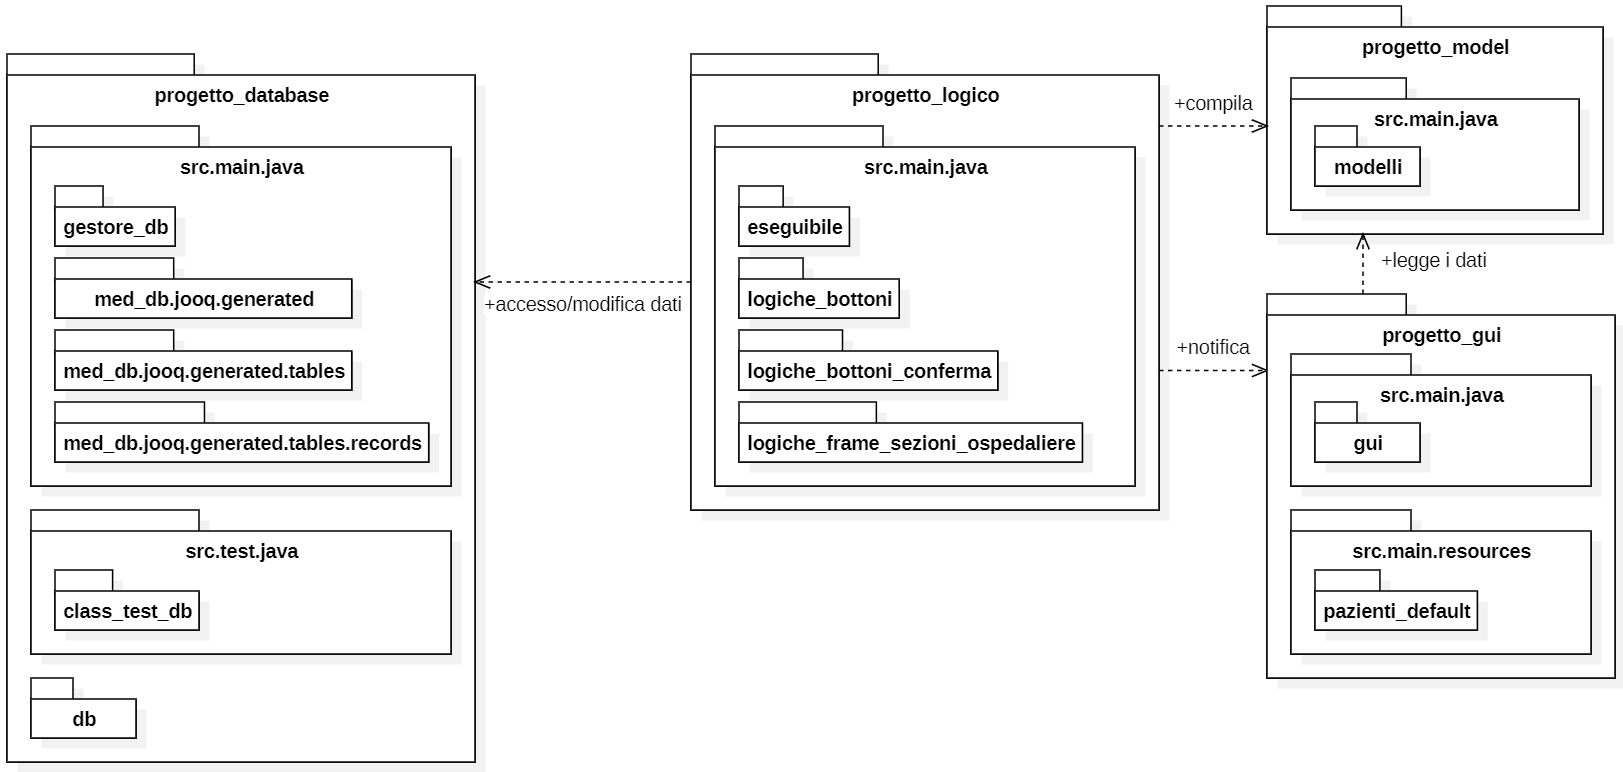 progetto_database
src.main.java
gestore_db
med_db.jooq.generated
med_db.jooq.generated.tables
med_db.jooq.generated.tables.records
src.test.java
class_test_db
db
+accesso/modifica dati
progetto_logico
src.main.java
eseguibile
logiche_bottoni
logiche_bottoni_conferma
logiche_frame_sezioni_ospedaliere
+compila
+notifica
progetto_model
src.main.java
modelli
+legge i dati
progetto_gui
src.main.java
gui
src.main.resources
pazienti_default